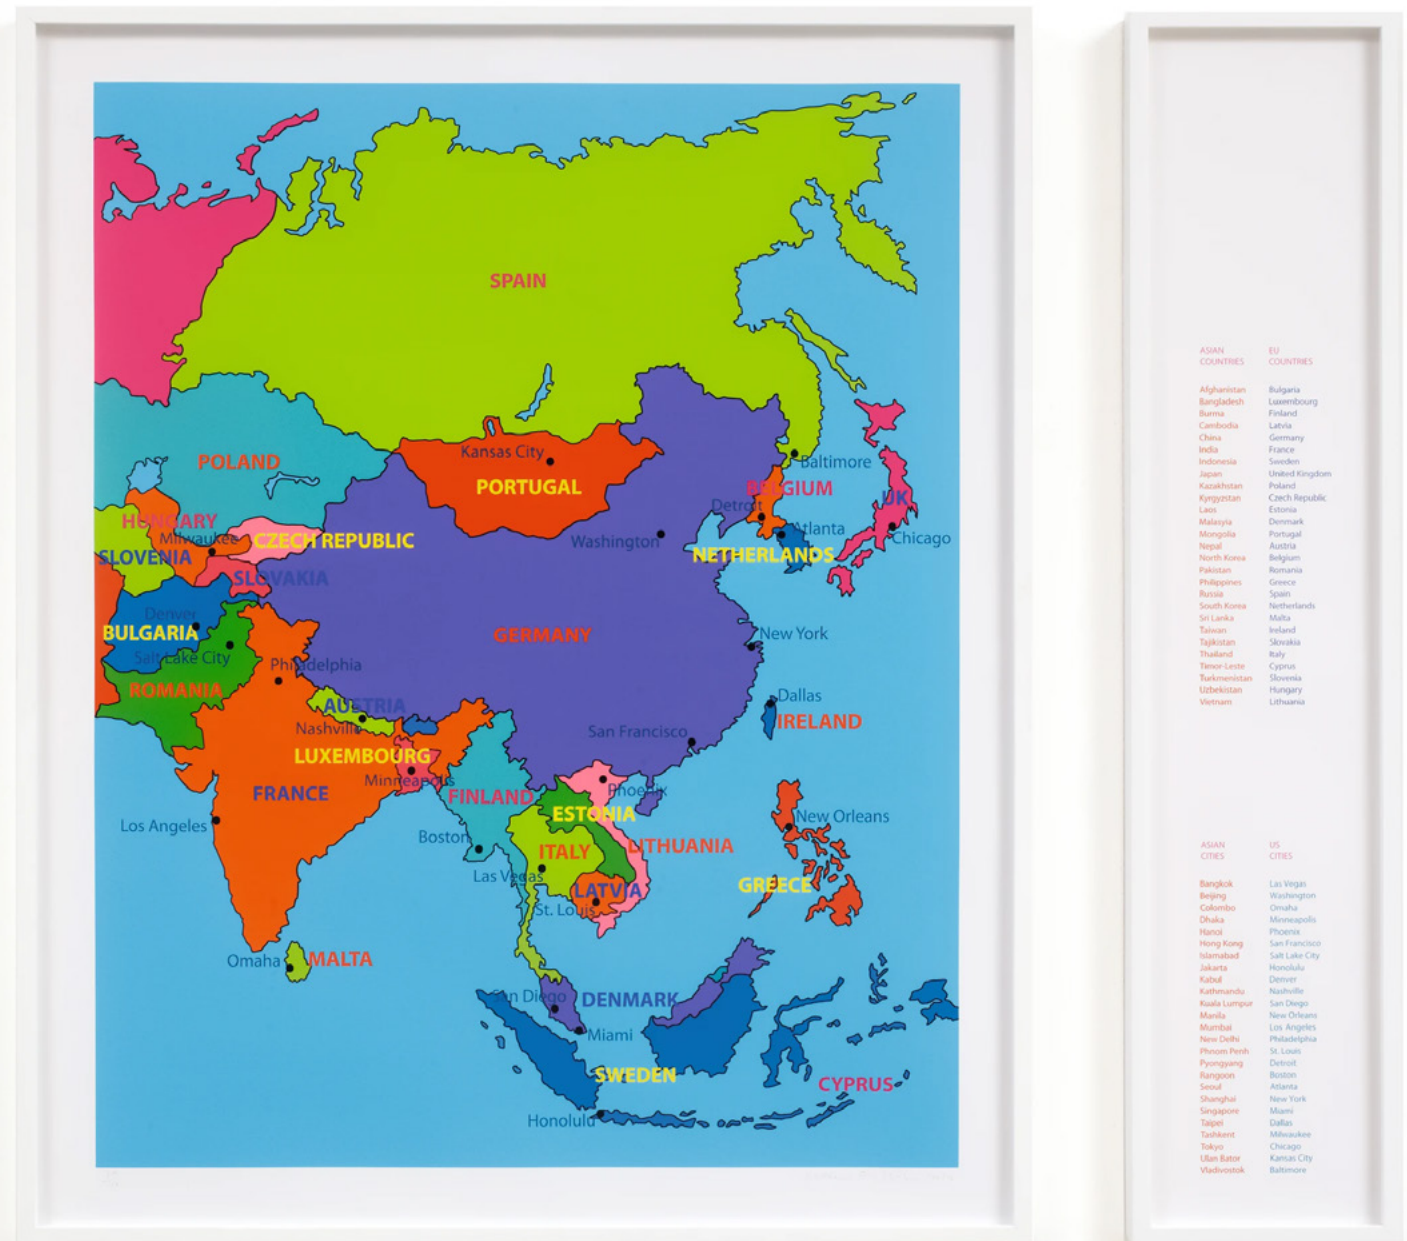 SPAIN
POLAND
Kansas City
PORTUGAL
Baltimore
BELGIUM
UK
Detroit
HUNGARY
Milwaukee
CZECH REPUBLIC
Washington
Atlanta
Chicago
SLOVENIA
NETHERLANDS
SLOVAKIA
Denver
BULGARIA
GERMANY
New York
Salt Lake City
Philadelphia
ROMANIA
AUSTRIA
Dallas
Nashville
San Francisco
IRELAND
LUXEMBOURG
Minneapolis
FRANCE
FINLAND
Phoenix
ESTONIA
New Orleans
Los Angeles
Boston
ITALY
LITHUANIA
Las Vegas
LATVIA
GREECE
St. Louis
Omaha
MALTA
San Diego
DENMARK
Miami
SWEDEN
CYPRUS
Honolulu
ASIAN EU
COUNTRIES COUNTRIES
Afghanistan Bulgaria
Bangladesh Luxembourg
Burma Finland
Cambodia Latvia
China Germany
India France
Indonesia Sweden
Japan United Kingdom
Kazakhstan Poland
Kyrgyzstan Czech Republic
Laos Estonia
Malasyia Denmark
Mongolia Portugal
Nepal Austria
North Korea Belgium
Pakistan Romania
Philippines Greece
Russia Spain
South Korea Netherlands
Sri Lanka Malta
Taiwan Ireland
Tajikistan Slovakia
Thailand Italy
Timor-Leste Cyprus
Turkmenistan Slovenia
Uzbekistan Hungary
Vietnam Lithuania
ASIAN US
CITIES CITIES
Bangkok Las Vegas
Beijing Washington
Colombo Omaha
Dhaka Minneapolis
Hanoi Phoenix
Hong Kong San Francisco
Islamabad Salt Lake City
Jakarta Honolulu
Kabul Denver
Kathmandu Nashville
Kuala Lumpur San Diego
Manila New Orleans
Mumbai Los Angeles
New Delhi Philadelphia
Phnom Penh St. Louis
Pyongyang Detroit
Rangoon Boston
Seoul Atlanta
Shanghai New York
Singapore Miami
Taipei Dallas
Tashkent Milwaukee
Tokyo Chicago
Ulan Bator Kansas City
Vladivostok Baltimore